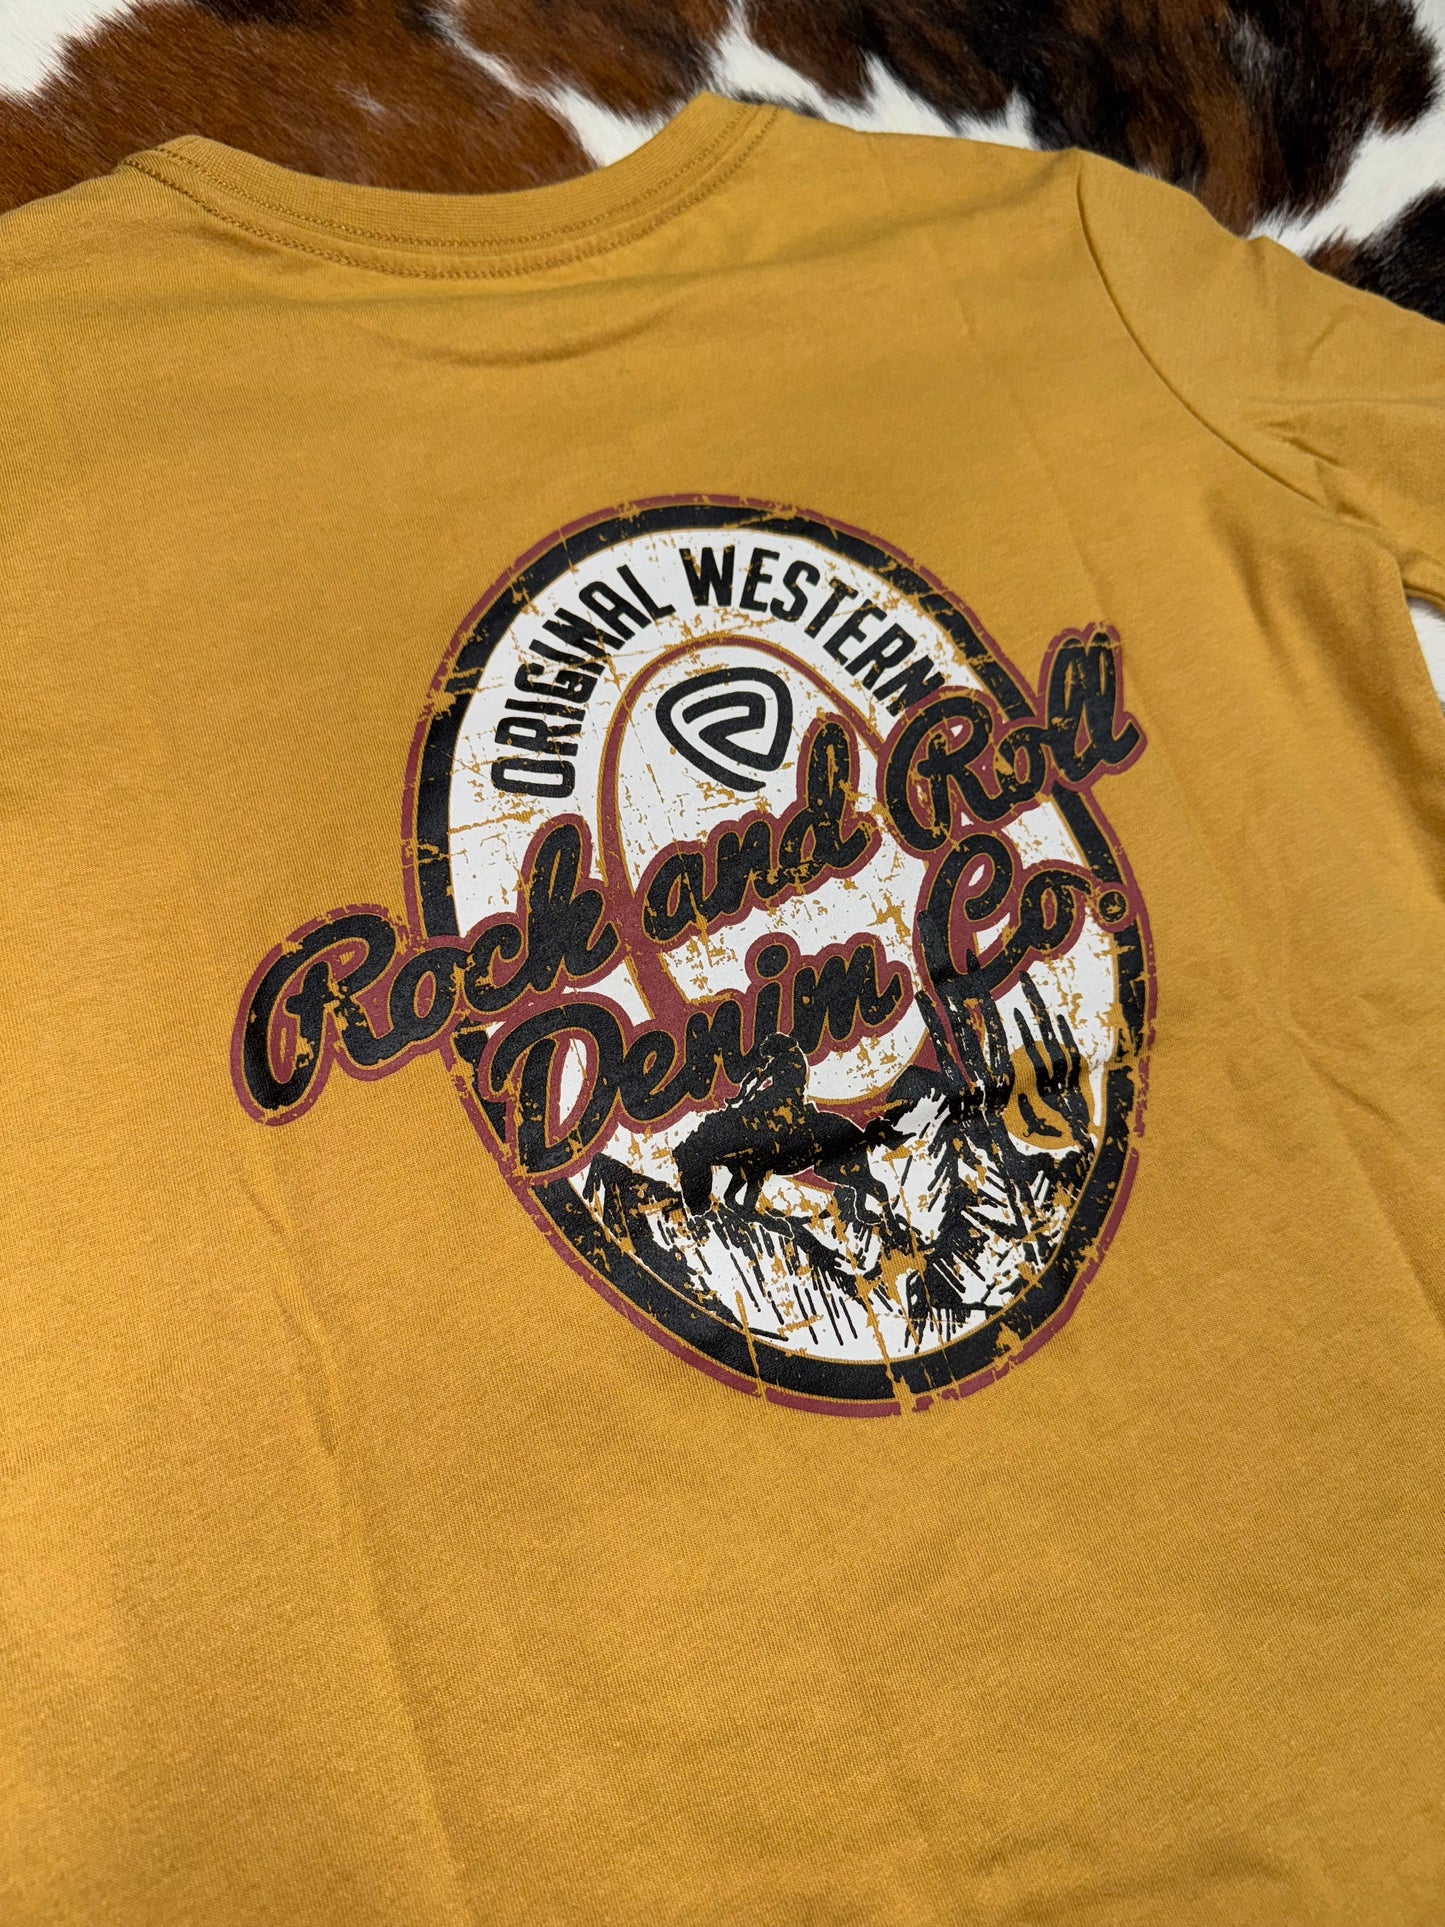 ORIGINAL WESTERN
Rock and Roll
Denim Co.